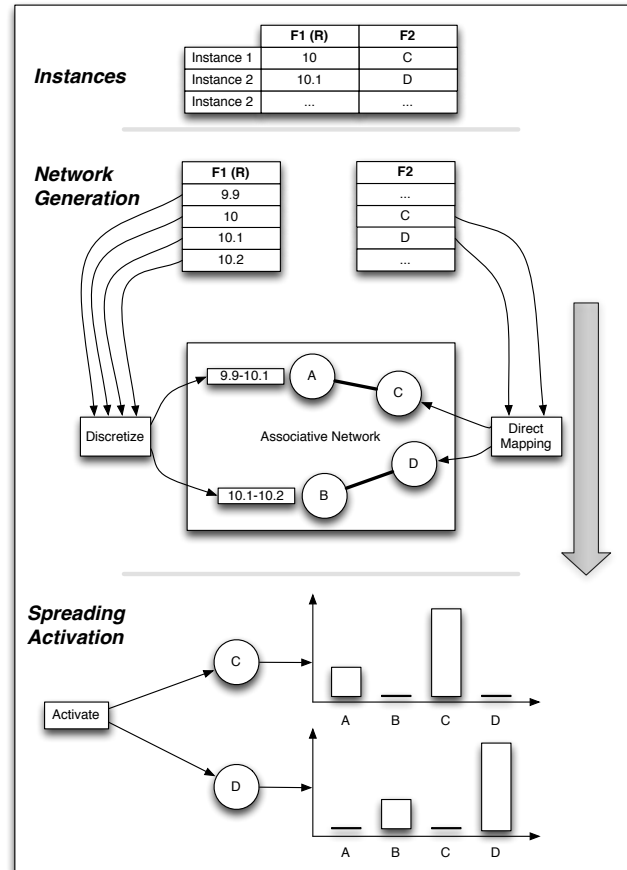 F1 (R) F2
Instances
Instance 1 10 C
Instance 2 10.1 D
Instance 2 ... ...
Network
Generation
F1 (R)
9.9
10
10.1
10.2
F2
...
C
D
...
9.9-10.1 A C
Discretize
Associative Network
Direct
Mapping
D
10.1-10.2 B
Spreading
Activation
C
A B C D
Activate
D
A B C D